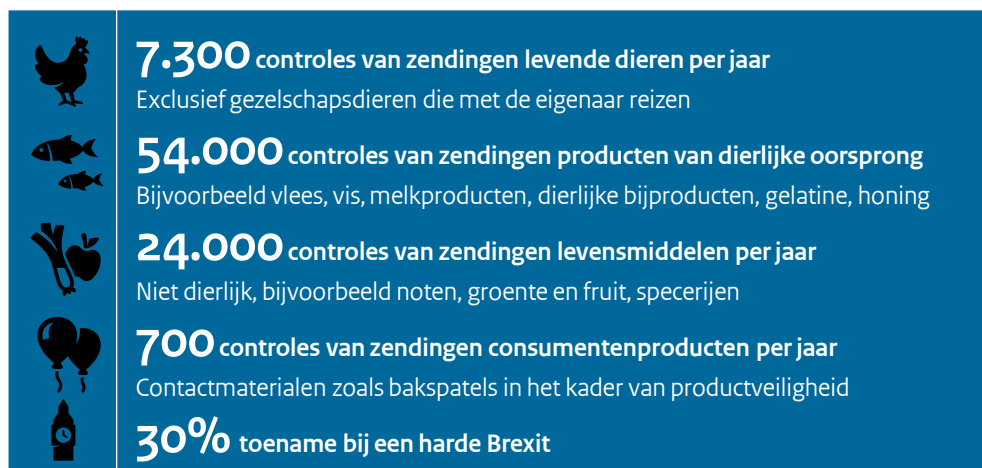 7.300 controles van zendingen levende dieren per jaar
Exclusief gezelschapsdieren die met de eigenaar reizen
54.000 controles van zendingen producten van dierlijke oorsprong
Bijvoorbeeld vlees, vis, melkproducten, dierlijke bijproducten, gelatine, honing
24.000 controles van zendingen levensmiddelen per jaar
Niet dierlijk, bijvoorbeeld noten, groente en fruit, specerijen
700 controles van zendingen consumentenproducten per jaar
Contactmaterialen zoals bakspatels in het kader van productveiligheid
30% toename bij een harde Brexit